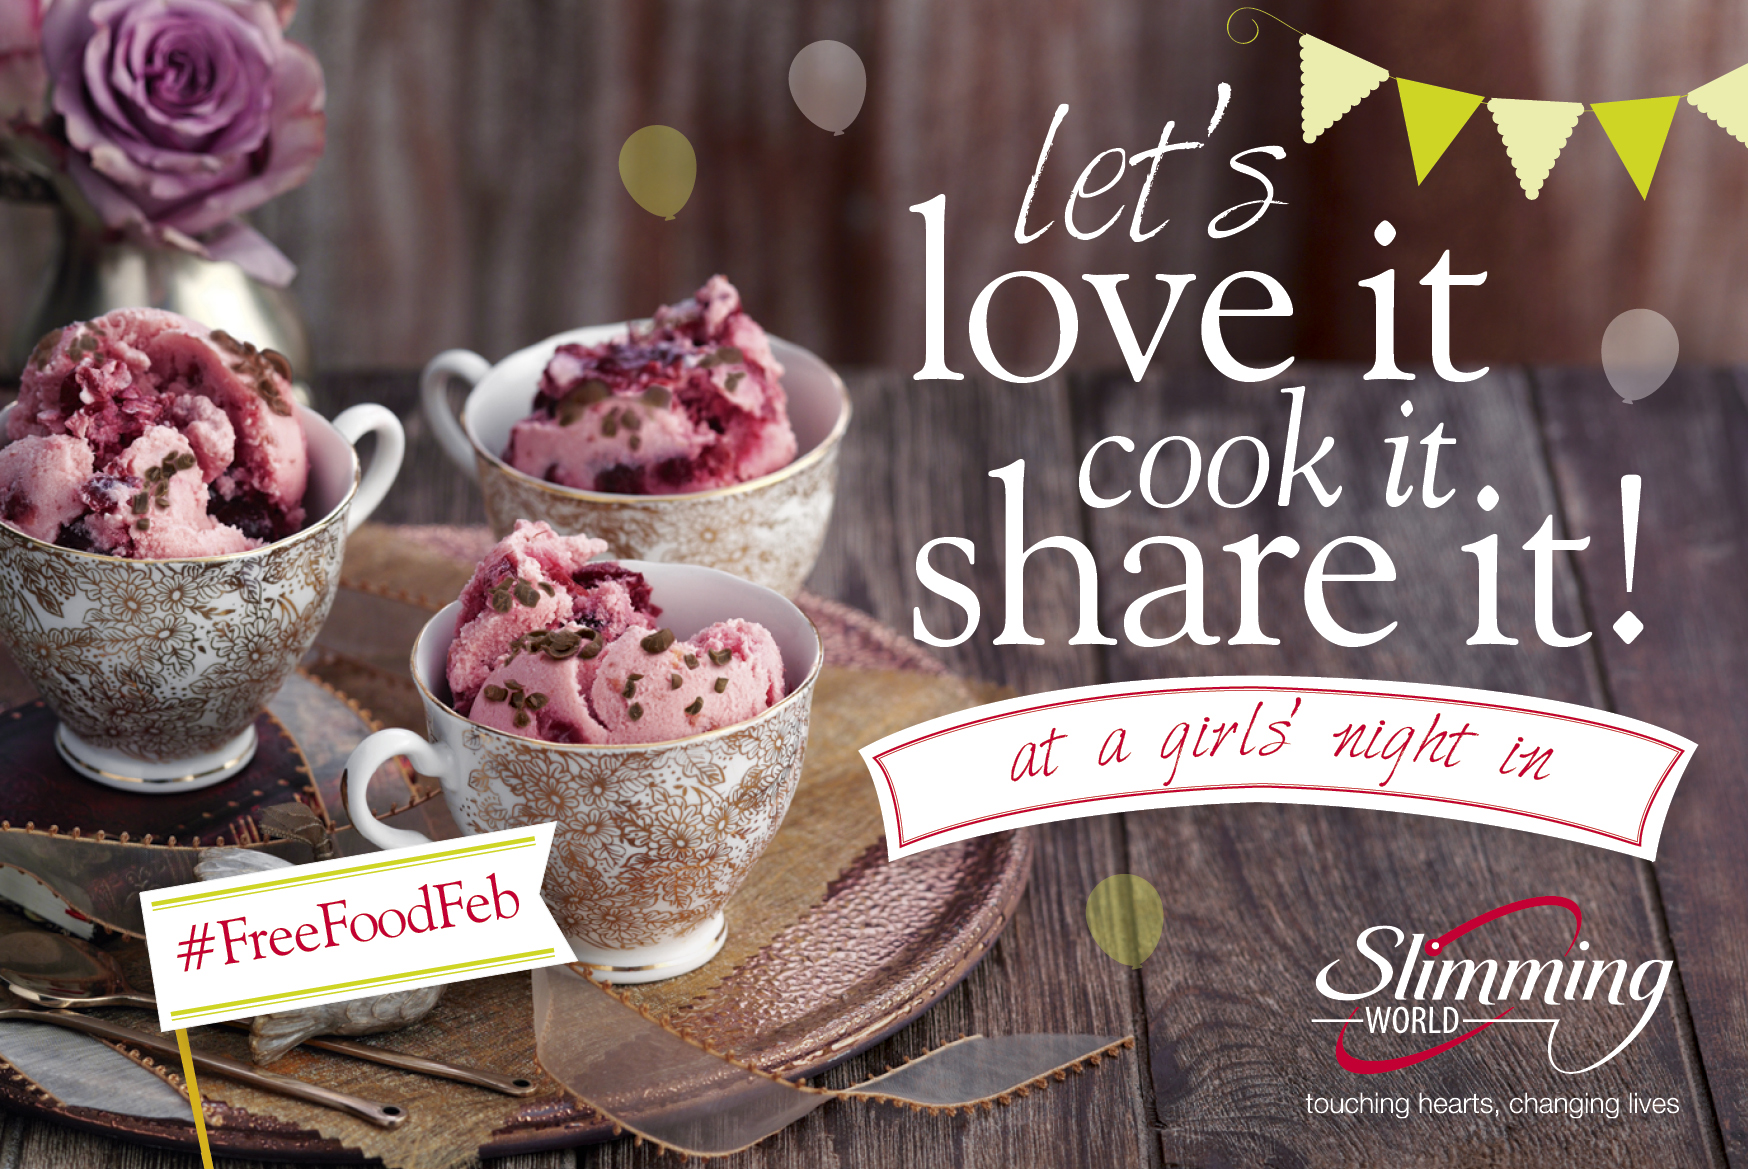 let's
love it
cook it
share it!
at a girls' night in
#FreeFoodFeb
Slimming
WORLD
touching hearts, changing lives